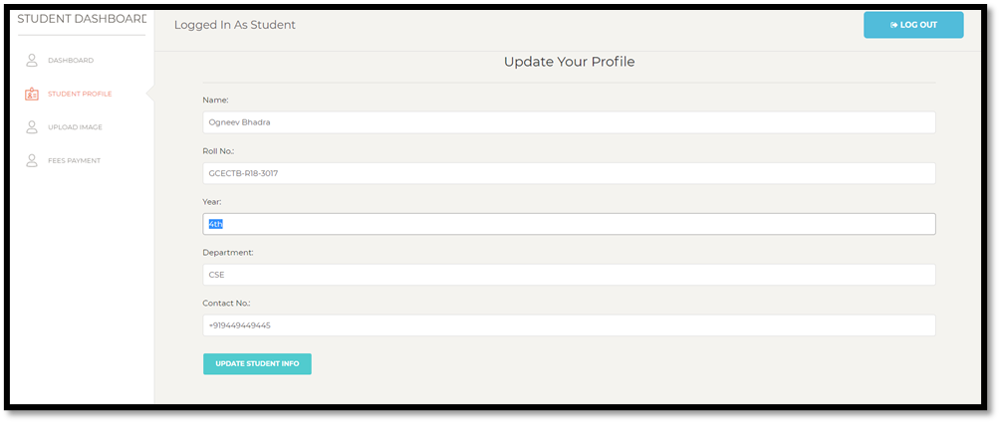 STUDENT DASHBOARD
Logged In As Student
LOG OUT
DASHBOARD
STUDENT PROFILE
UPLOAD IMAGE
FEES PAYMENT
Update Your Profile
Name:
Ogneev Bhadra
Roll No.:
GCECTB-R18-3017
Year:
4th
Department:
CSE
Contact No.:
+919449449445
UPDATE STUDENT INFO